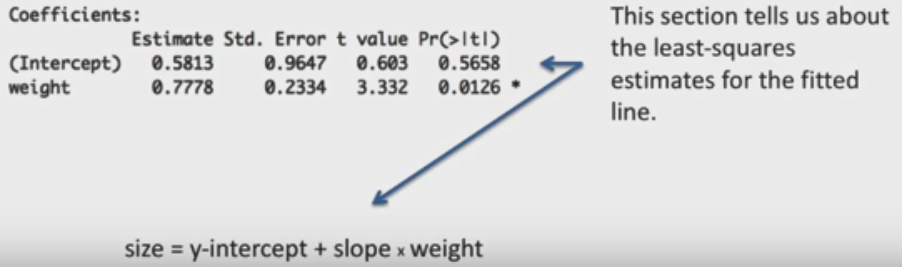 Coefficients:
Estimate Std. Error t value Pr(>|t|)
(Intercept) 0.5813 0.9647 0.603 0.5658
weight 0.7778 0.2334 3.332 0.0126 *
This section tells us about
the least-squares
estimates for the fitted
line.
size = y-intercept + slope x weight